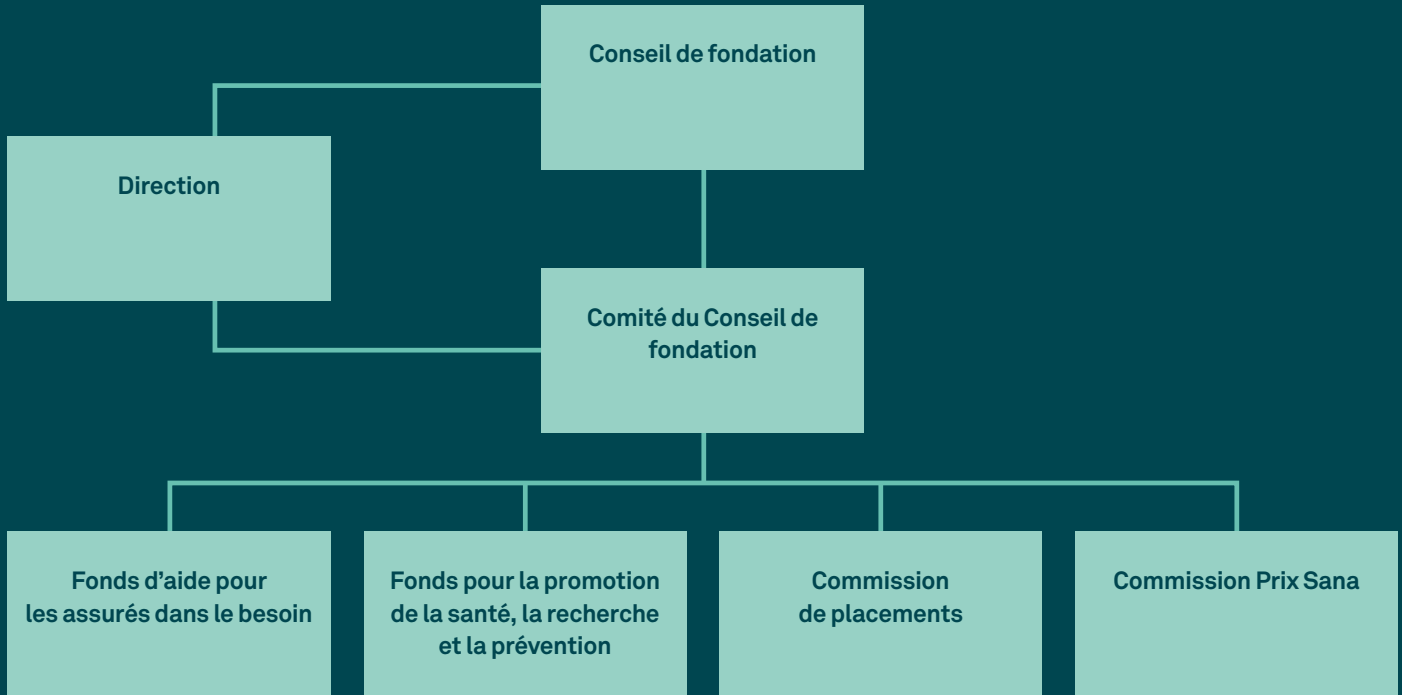 Conseil de fondation
Direction
Comité du Conseil de
fondation
Fonds d’aide pour
les assurés dans le besoin
Fonds pour la promotion
de la santé, la recherche
et la prévention
Commission
de placements
Commission Prix Sana